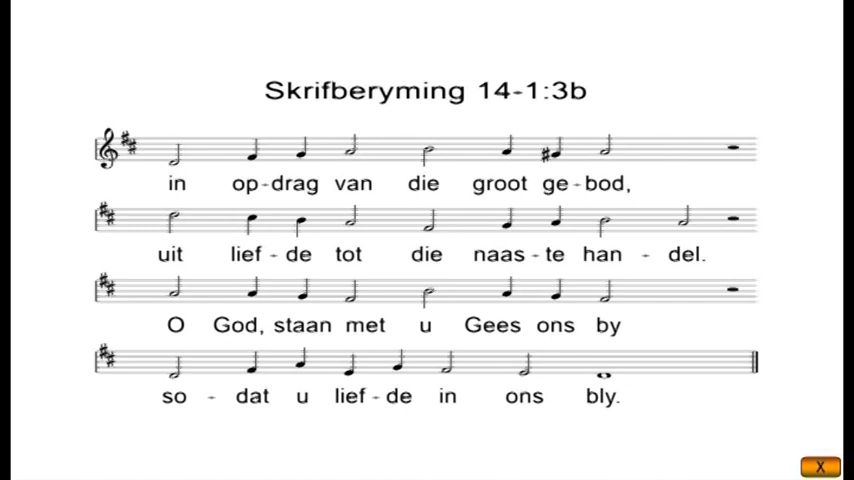 Skrifberyming 14-1:3b
in op-drag van die groot ge-bod,
uit lief-de tot die naas-te han-del.
O God, staan met u Gees ons by
so-dat u lief-de in ons bly.
X